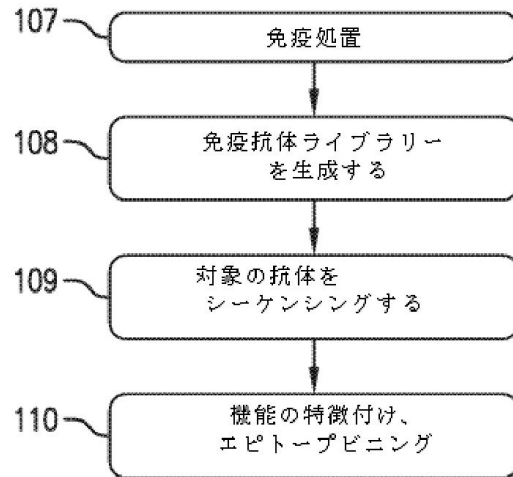 107
免疫処置
108
免疫抗体ライブラリー
を生成する
109
対象の抗体を
シーケンシングする
110
機能の特徴付け、
エピトープビニング